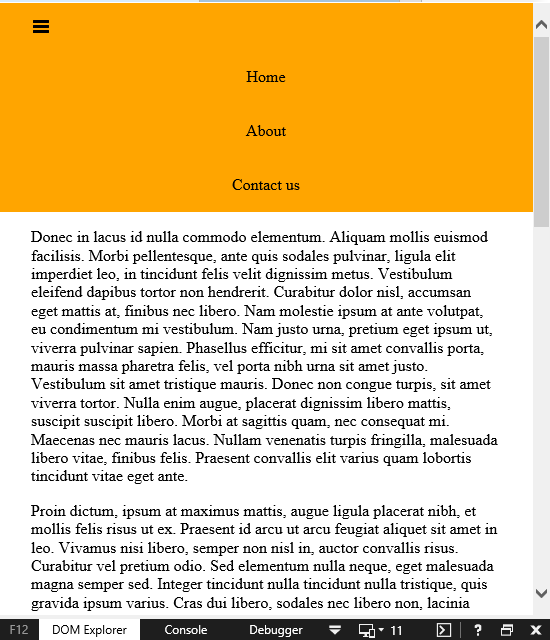 Home
About
Contact us
Donec in lacus id nulla commodo elementum. Aliquam mollis euismod
facilisis. Morbi pellentesque, ante quis sodales pulvinar, ligula elit
imperdiet leo, in tincidunt felis velit dignissim metus. Vestibulum
eleifend dapibus tortor non hendrerit. Curabitur dolor nisl, accumsan
eget mattis at, finibus nec libero. Nam molestie ipsum at ante volutpat,
eu condimentum mi vestibulum. Nam justo urna, pretium eget ipsum ut,
viverra pulvinar sapien. Phasellus efficitur, mi sit amet convallis porta,
mauris massa pharetra felis, vel porta nibh urna sit amet justo.
Vestibulum sit amet tristique mauris. Donec non congue turpis, sit amet
viverra tortor. Nulla enim augue, placerat dignissim libero mattis,
suscipit suscipit libero. Morbi at sagittis quam, nec consequat mi.
Maecenas nec mauris lacus. Nullam venenatis turpis fringilla, malesuada
libero vitae, finibus felis. Praesent convallis elit varius quam lobortis
tincidunt vitae eget ante.
Proin dictum, ipsum at maximus mattis, augue ligula placerat nibh, et
mollis felis risus ut ex. Praesent id arcu ut arcu feugiat aliquet sit amet in
leo. Vivamus nisi libero, semper non nisl in, auctor convallis risus.
Curabitur vel pretium odio. Sed elementum nulla neque, eget malesuada
magna semper sed. Integer tincidunt nulla tincidunt nulla tristique, quis
gravida ipsum varius. Cras dui libero, sodales nec libero non, lacinia
F12 DOM Explorer Console Debugger 11 ?